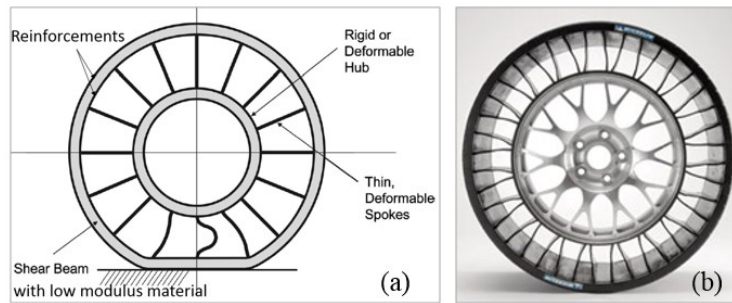 Reinforcements
Rigid or
Deformable
Hub
Thin,
Deformable
Spokes
Shear Beam
with low modulus material
(a)
(b)